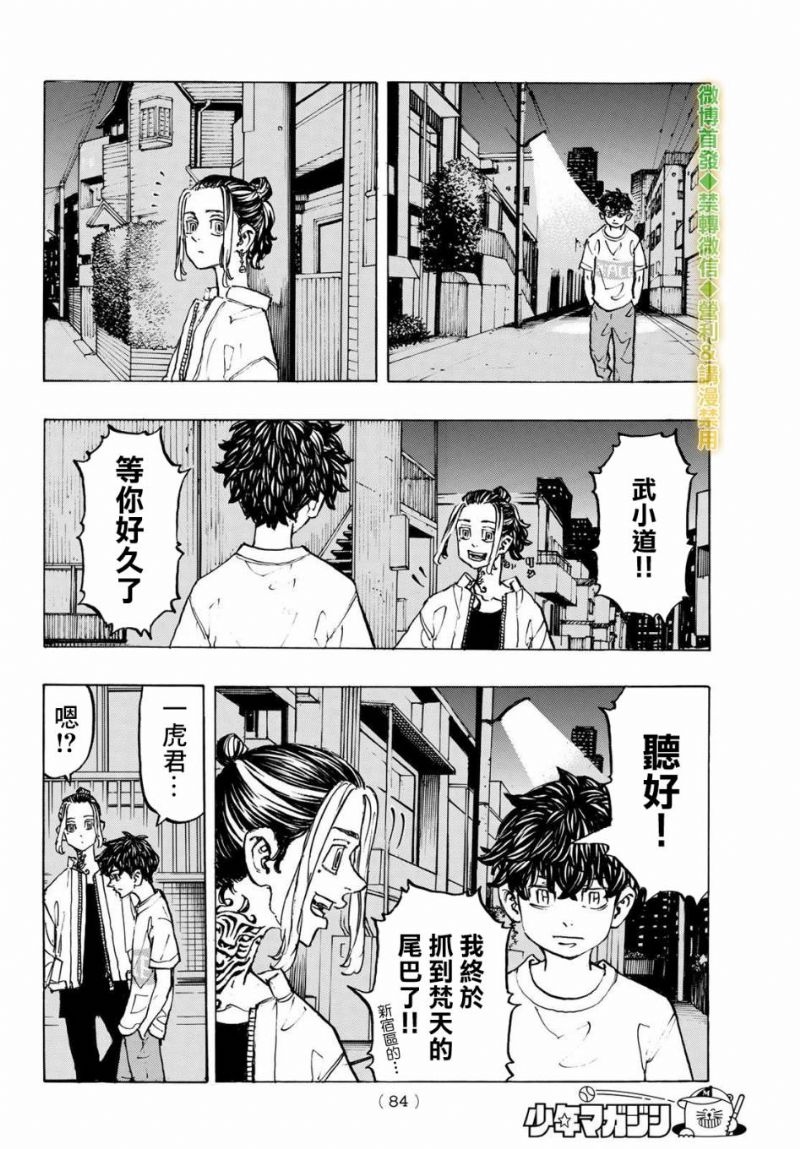 微博首發◆禁轉微信◆營利&請漫禁用
武小道!!
等你好久了
聽好!
我終於
抓到梵天的
尾巴了!!
新宿區的…
一虎君…
嗯!?
(84)
少年マガジン